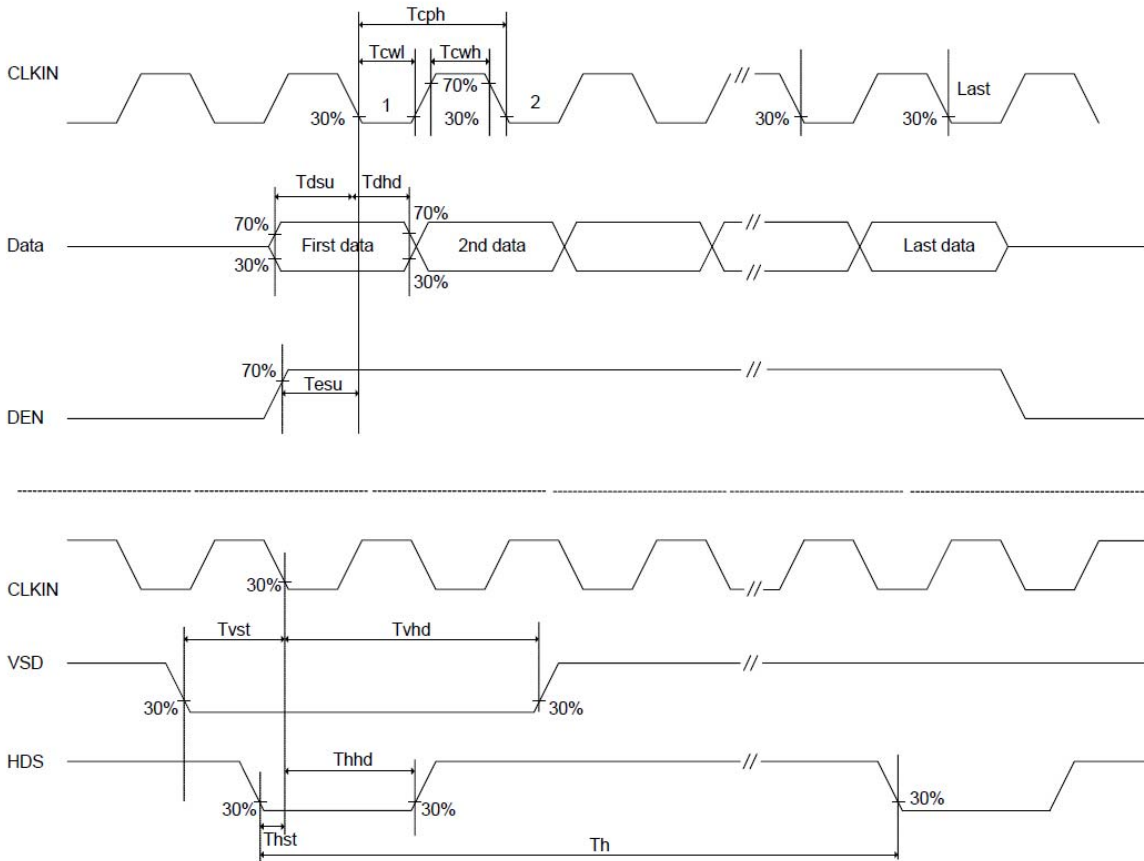 Tcph
Tcwl
Tcwh
CLKIN
70%
1
2
Last
30%
30%
30%
30%
Tdsu
Tdhd
70%
70%
Data
First data
2nd data
Last data
30%
30%
70%
Tesu
DEN
30%
CLKIN
Tvst
Tvhd
VSD
30%
30%
HDS
Thhd
30%
30%
30%
Thst
Th